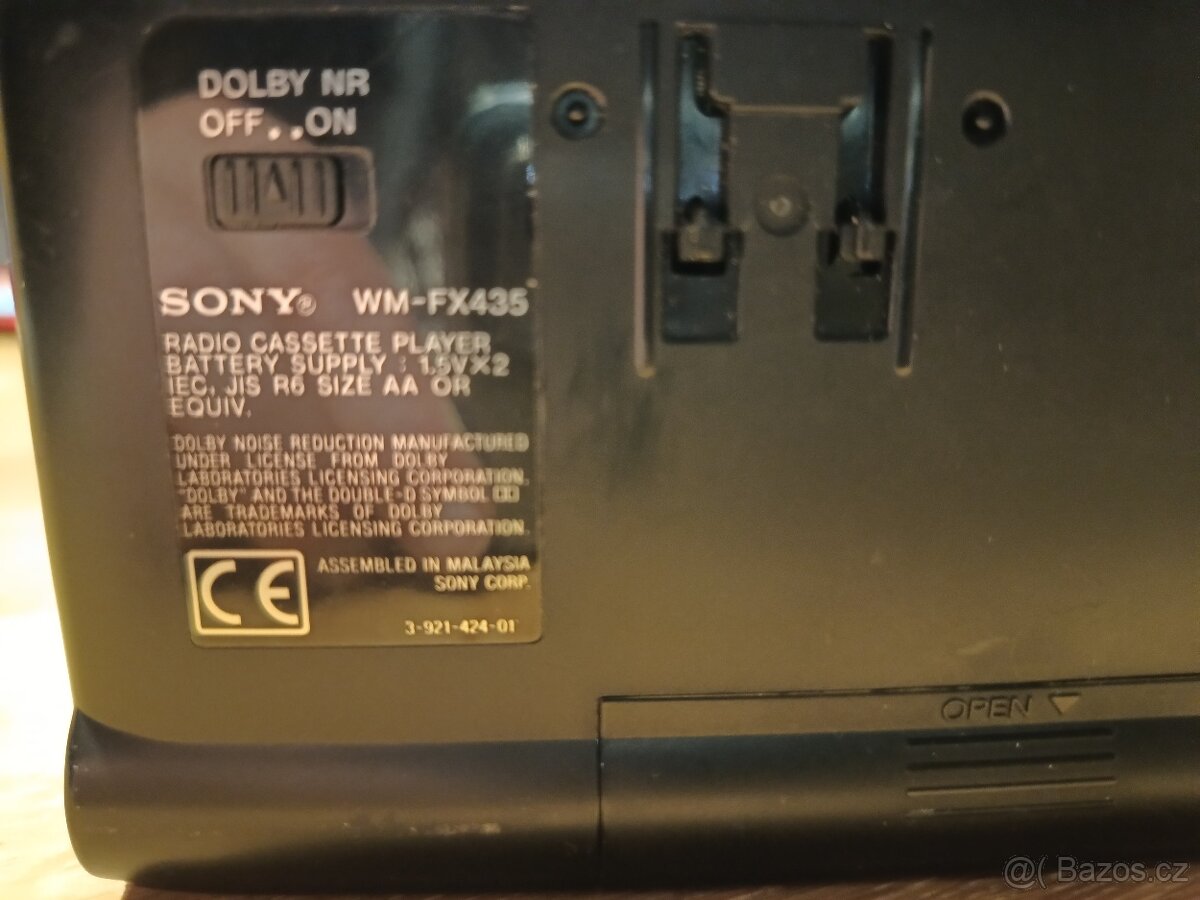 DOLBY NR
OFF..ON
SONY® WM-FX435
RADIO CASSETTE PLAYER
BATTERY SUPPLY : 1.5V×2
IEC, JIS R6 SIZE AA OR
EQUIV.
DOLBY NOISE REDUCTION MANUFACTURED
UNDER LICENSE FROM DOLBY
LABORATORIES LICENSING CORPORATION.
"DOLBY" AND THE DOUBLE-D SYMBOL
ARE TRADEMARKS OF DOLBY
LABORATORIES LICENSING CORPORATION.
CE
ASSEMBLED IN MALAYSIA
SONY CORP.
3-921-424-01
OPEN
@( Bazos.cz